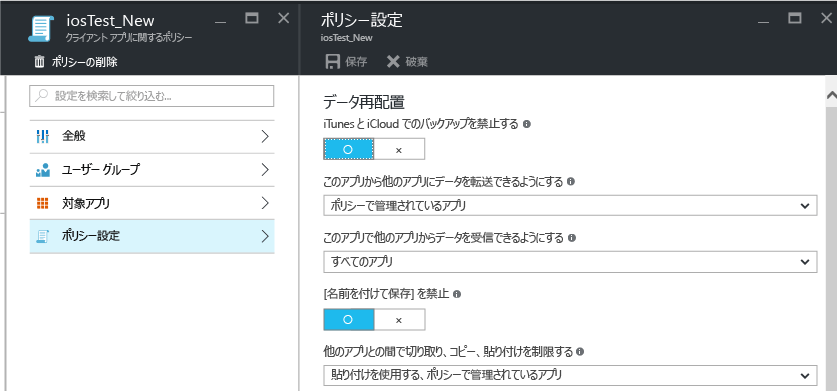 iosTest_New
クライアント アプリに関するポリシー
ポリシーの削除
設定を検索して絞り込む...
全般
ユーザー グループ
対象アプリ
ポリシー設定
ポリシー設定
iosTest_New
保存 破棄
データ再配置
iTunes と iCloud でのバックアップを禁止する
○ ×
このアプリから他のアプリにデータを転送できるようにする
ポリシーで管理されているアプリ
このアプリで他のアプリからデータを受信できるようにする
すべてのアプリ
[名前を付けて保存] を禁止
○ ×
他のアプリとの間で切り取り、コピー、貼り付けを制限する
貼り付けを使用する、ポリシーで管理されているアプリ